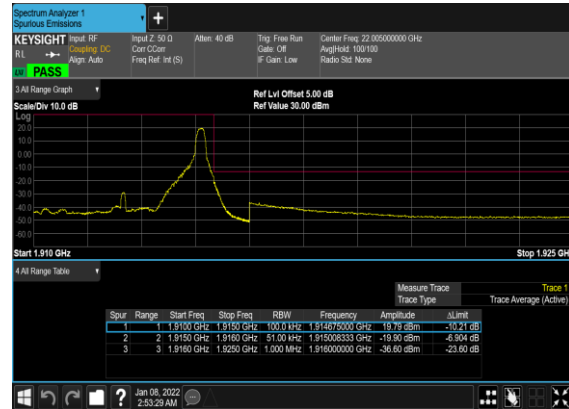 Spectrum Analyzer 1
Spurious Emissions
+
KEYSIGHT Input: RF Input Z: 50 Ω Atten: 40 dB Trig: Free Run Center Freq: 22.005000000 GHz
R L Coupling: DC Corr CCorr Gate: Off Avg|Hold: 100/100
Align: Auto Freq Ref: Int (S) IF Gain: Low Radio Std: None
PASS
3 All Range Graph
Ref Lvl Offset 5.00 dB
Scale/Div 10.0 dB Ref Value 30.00 dBm
Log
20.0
10.0
0.00
-10.0
-20.0
-30.0
-40.0
-50.0
-60.0
Start 1.910 GHz Stop 1.925 GH
4 All Range Table
Measure Trace Trace 1
Trace Type Trace Average (Active)
Spur Range Start Freq Stop Freq RBW Frequency Amplitude ΔLimit
1 1 1.9100 GHz 1.9150 GHz 100.0 kHz 1.914675000 GHz 19.79 dBm -10.21 dB
2 2 1.9150 GHz 1.9160 GHz 51.00 kHz 1.915008333 GHz -19.90 dBm -6.904 dB
3 3 1.9160 GHz 1.9250 GHz 1.000 MHz 1.916000000 GHz -36.60 dBm -23.60 dB
? Jan 08, 2022
2:53:29 AM